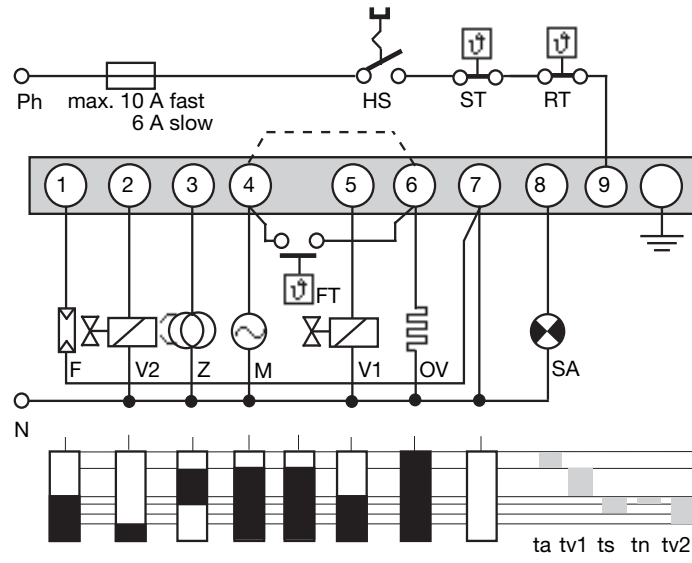 ϑ ϑ
Ph max. 10 A fast HS ST RT
6 A slow
1 2 3 4 5 6 7 8 9
ϑ FT
F V2 Z M V1 OV SA
N
ta tv1 ts tn tv2